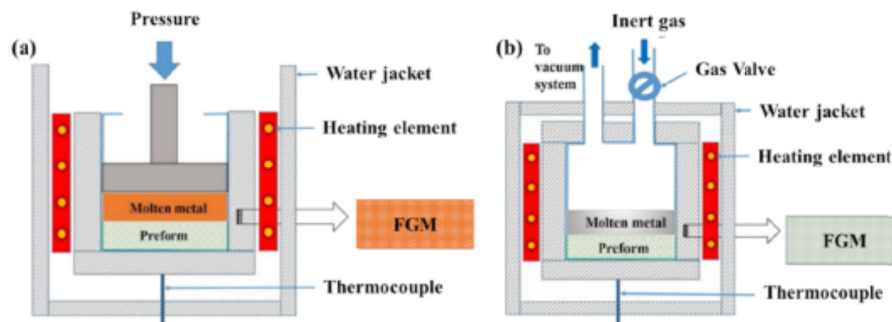 (a)
Pressure
Water jacket
Heating element
Molten metal
Preform
FGM
Thermocouple
(b)
Inert gas
To
vacuum
system
Gas Valve
Water jacket
Heating element
Molten metal
Preform
FGM
Thermocouple